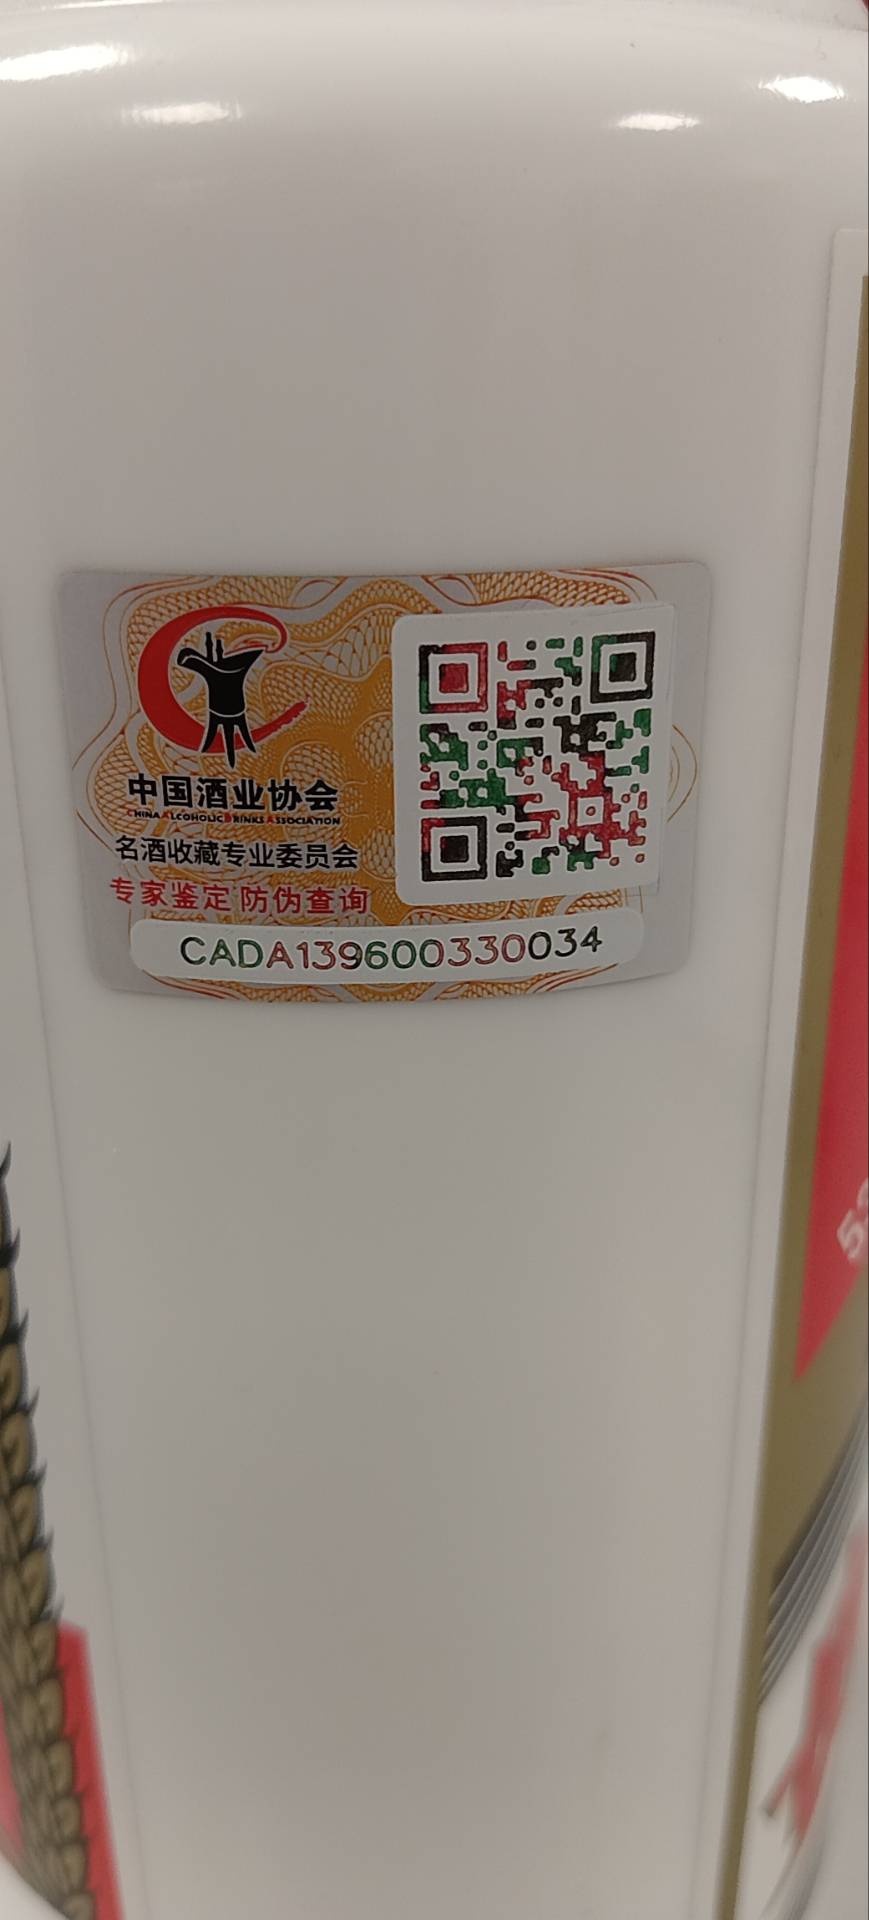 中国酒业协会
CHINA ALCOHOLIC DRINKS ASSOCIATION
名酒收藏专业委员会
专家鉴定 防伪查询
CADA139600330034